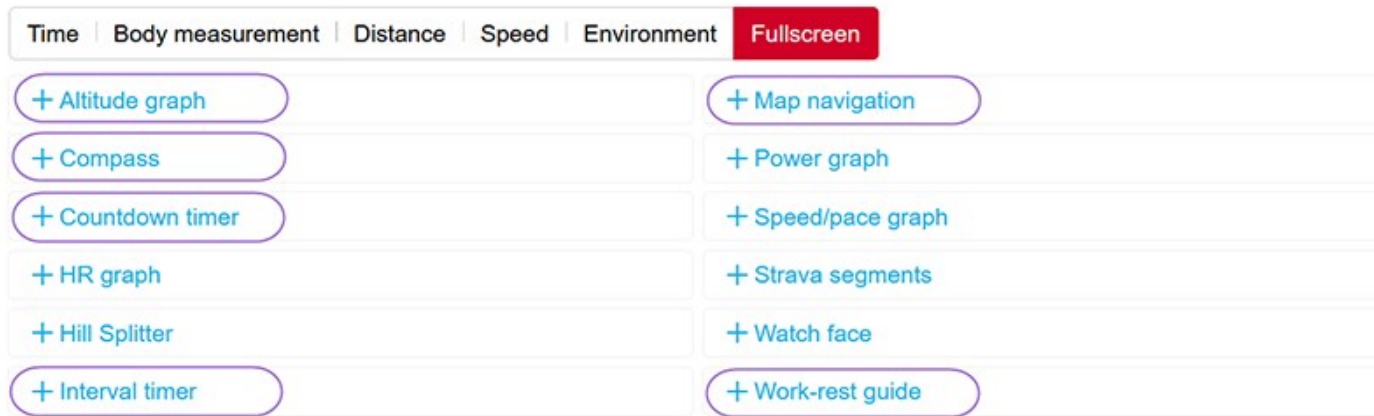 Time | Body measurement | Distance | Speed | Environment Fullscreen
+ Altitude graph
+ Compass
+ Countdown timer
+ HR graph
+ Hill Splitter
+ Interval timer
+ Map navigation
+ Power graph
+ Speed/pace graph
+ Strava segments
+ Watch face
+ Work-rest guide